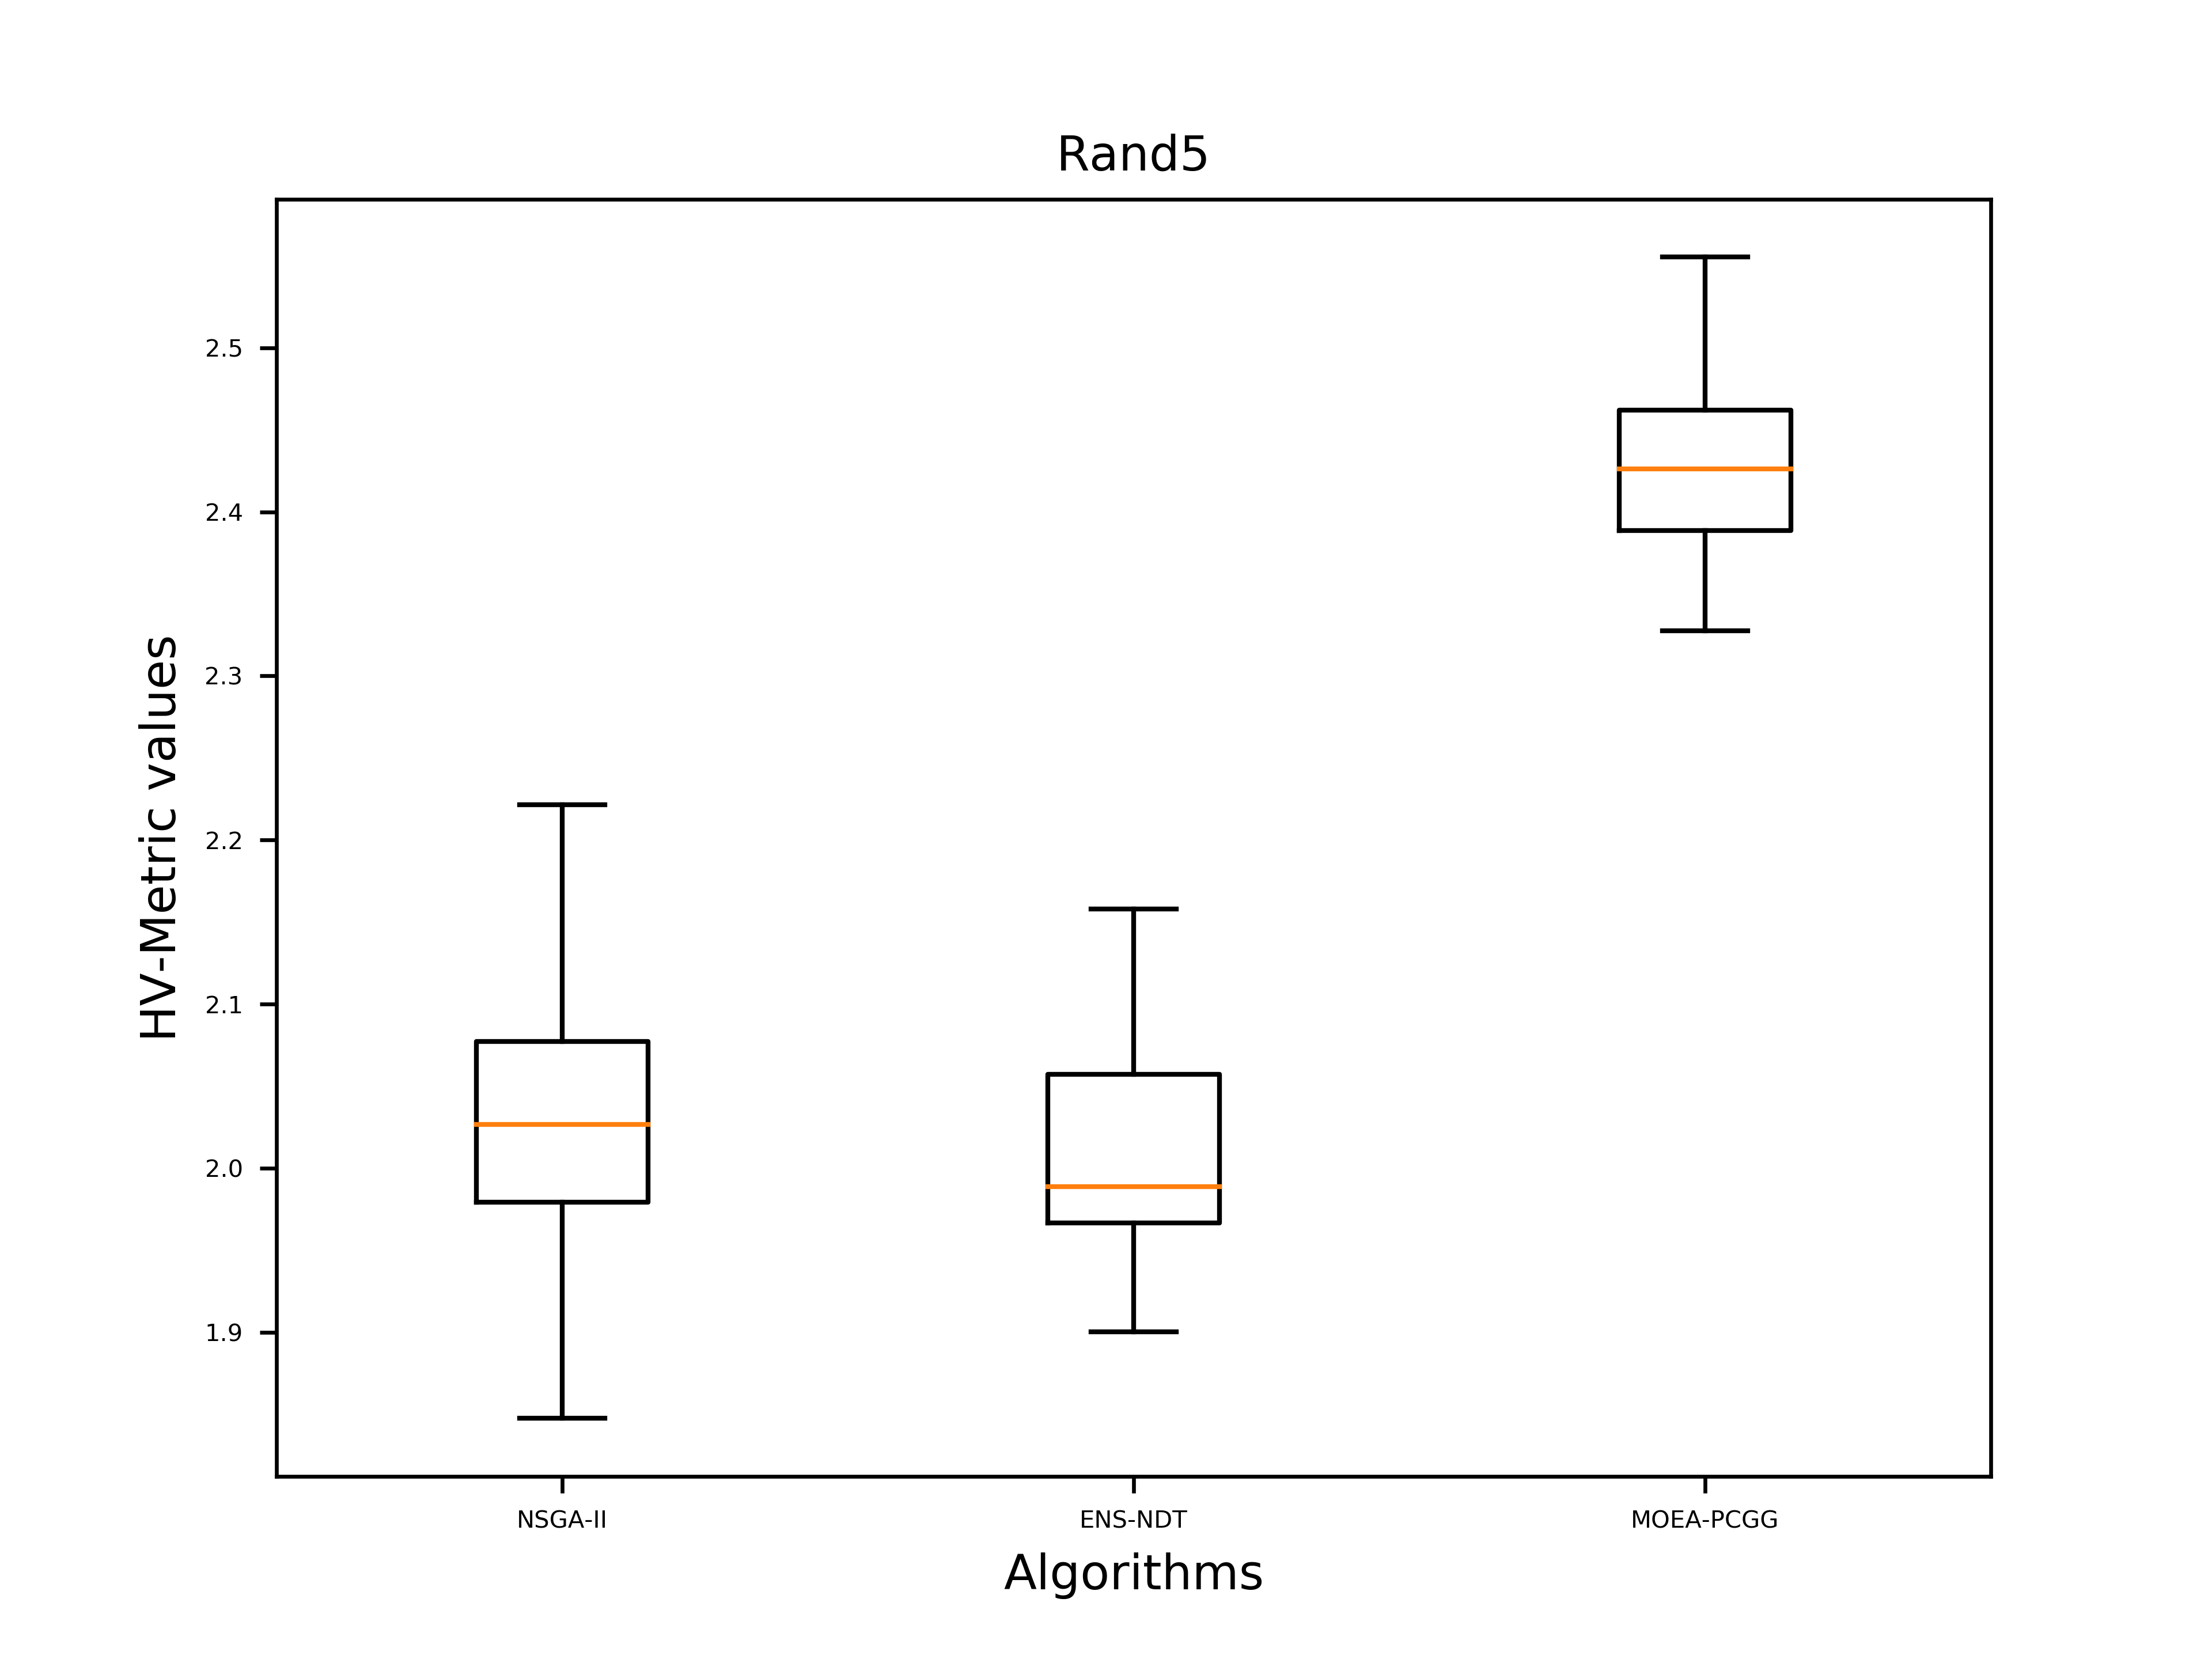 Rand5
HV-Metric values
2.5
2.4
2.3
2.2
2.1
2.0
1.9
NSGA-II
ENS-NDT
MOEA-PCGG
Algorithms